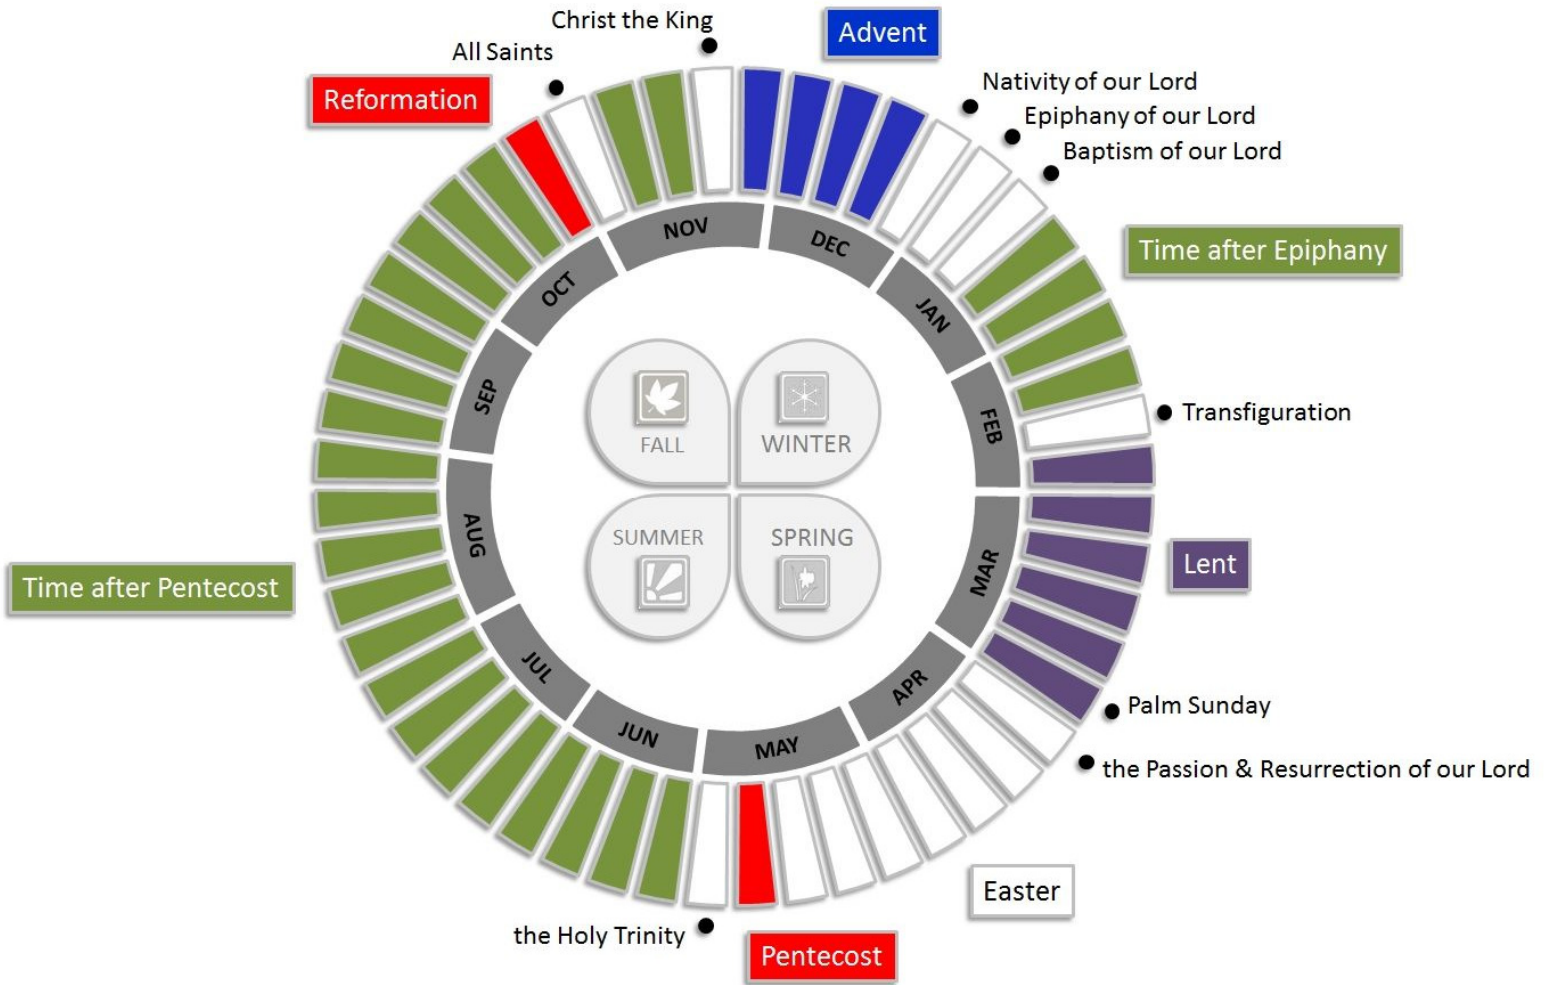 Christ the King
Advent
All Saints
Reformation
Nativity of our Lord
Epiphany of our Lord
Baptism of our Lord
Time after Epiphany
Transfiguration
Lent
Palm Sunday
the Passion & Resurrection of our Lord
Easter
Pentecost
the Holy Trinity
Time after Pentecost
NOV
DEC
JAN
FEB
MAR
APR
MAY
JUN
JUL
AUG
SEP
OCT
FALL
WINTER
SUMMER
SPRING